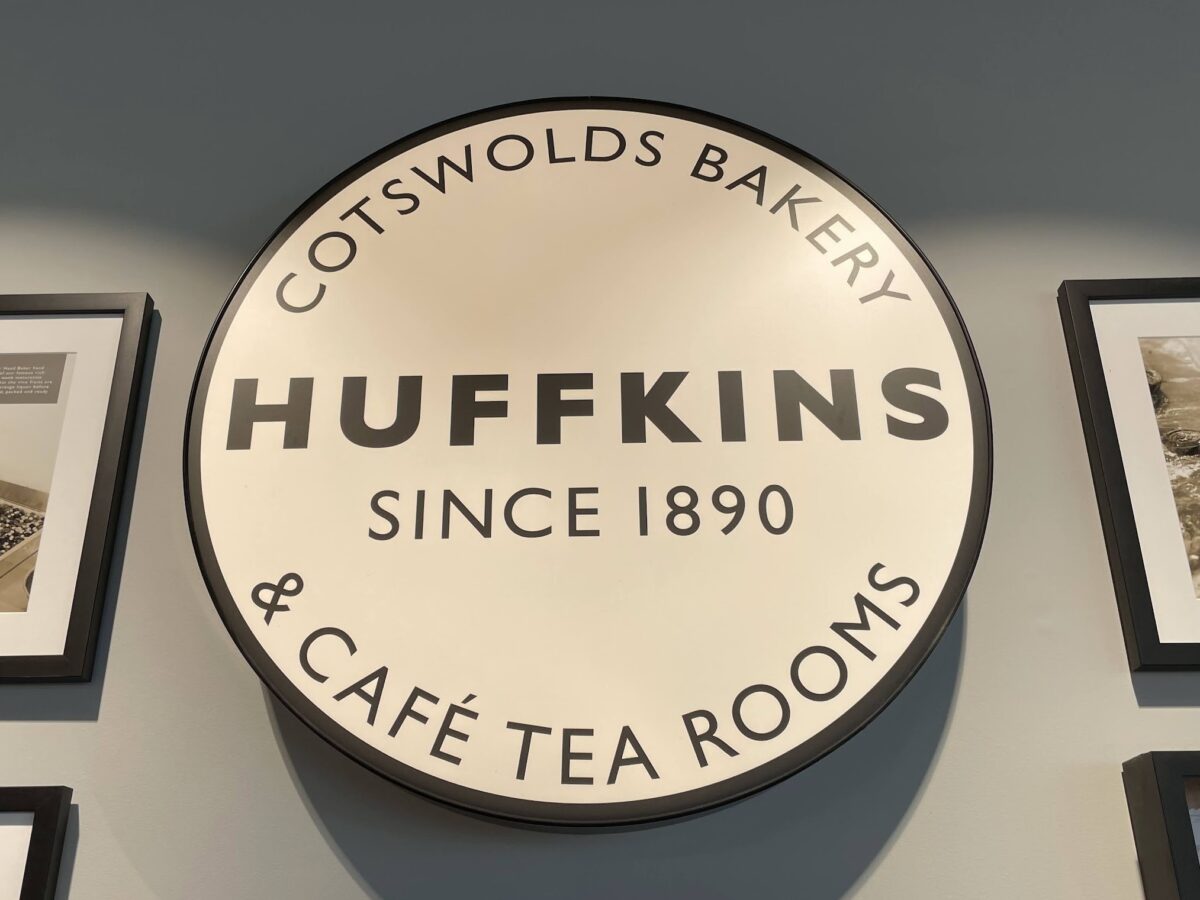 COTSWOLDS BAKERY
HUFFKINS
SINCE 1890
& CAFÉ TEA ROOMS